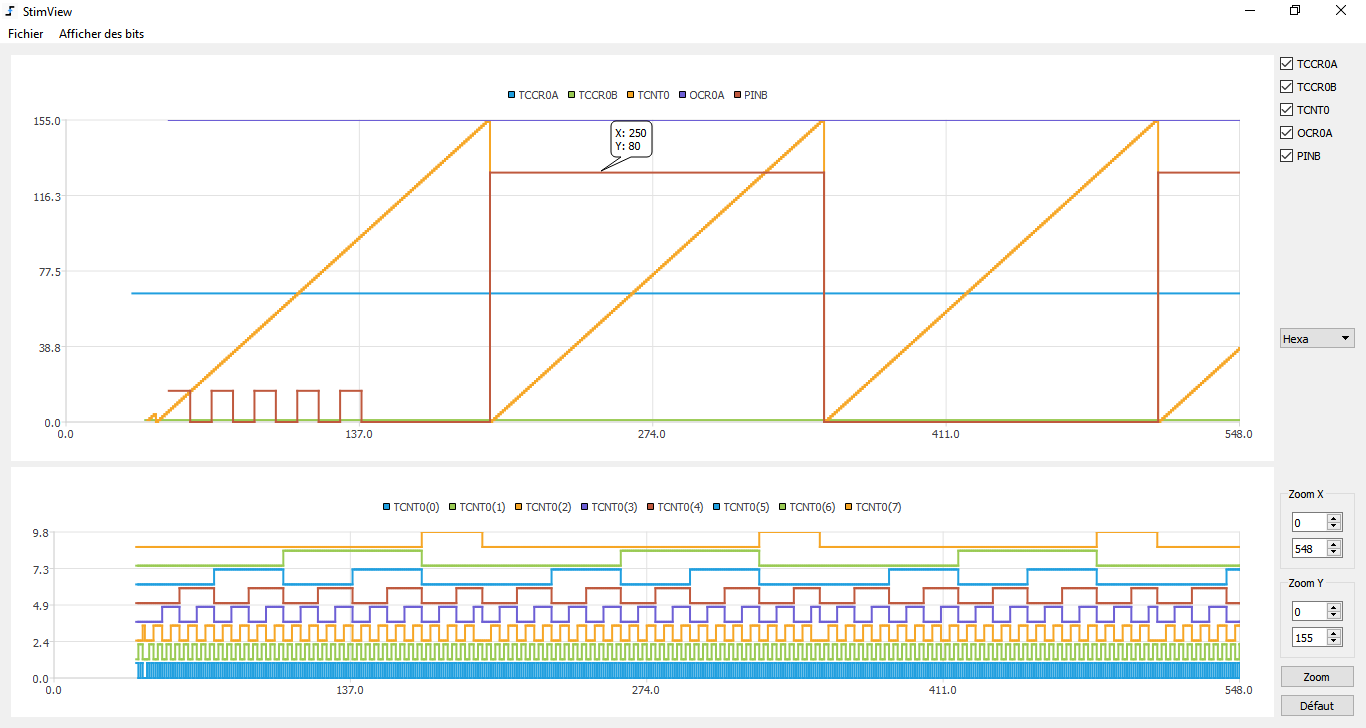 StimView
Fichier Afficher des bits
TCCR0A TCCR0B TCNT0 OCR0A PINB
155.0
116.3
77.5
38.8
0.0
X: 250
Y: 80
0.0 137.0 274.0 411.0 548.0
TCCR0A
TCCR0B
TCNT0
OCR0A
PINB
Hexa
TCNT0(0) TCNT0(1) TCNT0(2) TCNT0(3) TCNT0(4) TCNT0(5) TCNT0(6) TCNT0(7)
9.8
7.3
4.9
2.4
0.0
0.0 137.0 274.0 411.0 548.0
Zoom X
0
548
Zoom Y
0
155
Zoom
Défaut